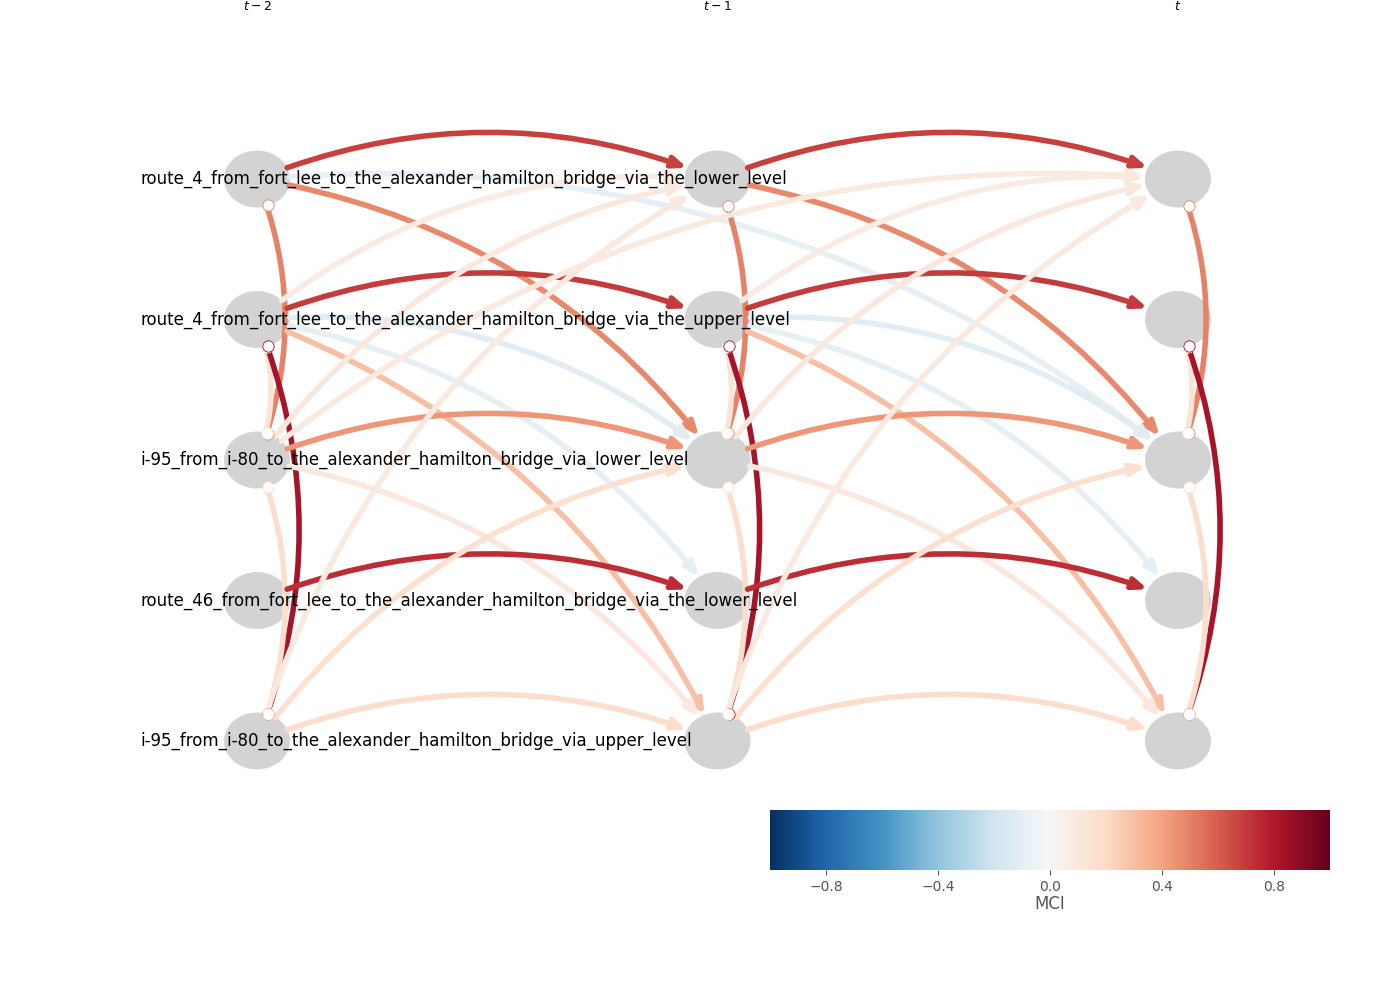 t − 2 t − 1 t
route_4_from_fort_lee_to_the_alexander_hamilton_bridge_via_the_lower_level
route_4_from_fort_lee_to_the_alexander_hamilton_bridge_via_the_upper_level
i-95_from_i-80_to_the_alexander_hamilton_bridge_via_lower_level
route_46_from_fort_lee_to_the_alexander_hamilton_bridge_via_the_lower_level
i-95_from_i-80_to_the_alexander_hamilton_bridge_via_upper_level
−0.8 −0.4 0.0 0.4 0.8
MCI